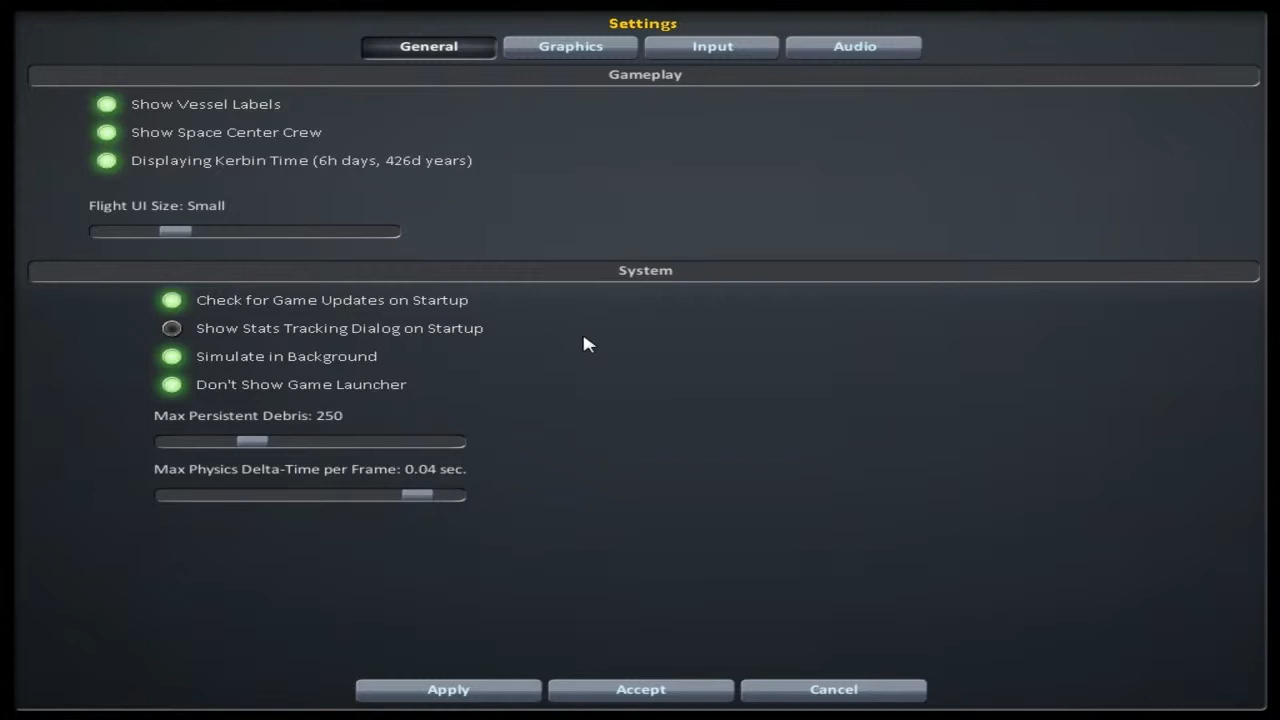 Settings
General
Graphics
Input
Audio
Gameplay
Show Vessel Labels
Show Space Center Crew
Displaying Kerbin Time (6h days, 426d years)
Flight UI Size: Small
System
Check for Game Updates on Startup
Show Stats Tracking Dialog on Startup
Simulate in Background
Don't Show Game Launcher
Max Persistent Debris: 250
Max Physics Delta-Time per Frame: 0.04 sec.
Apply
Accept
Cancel